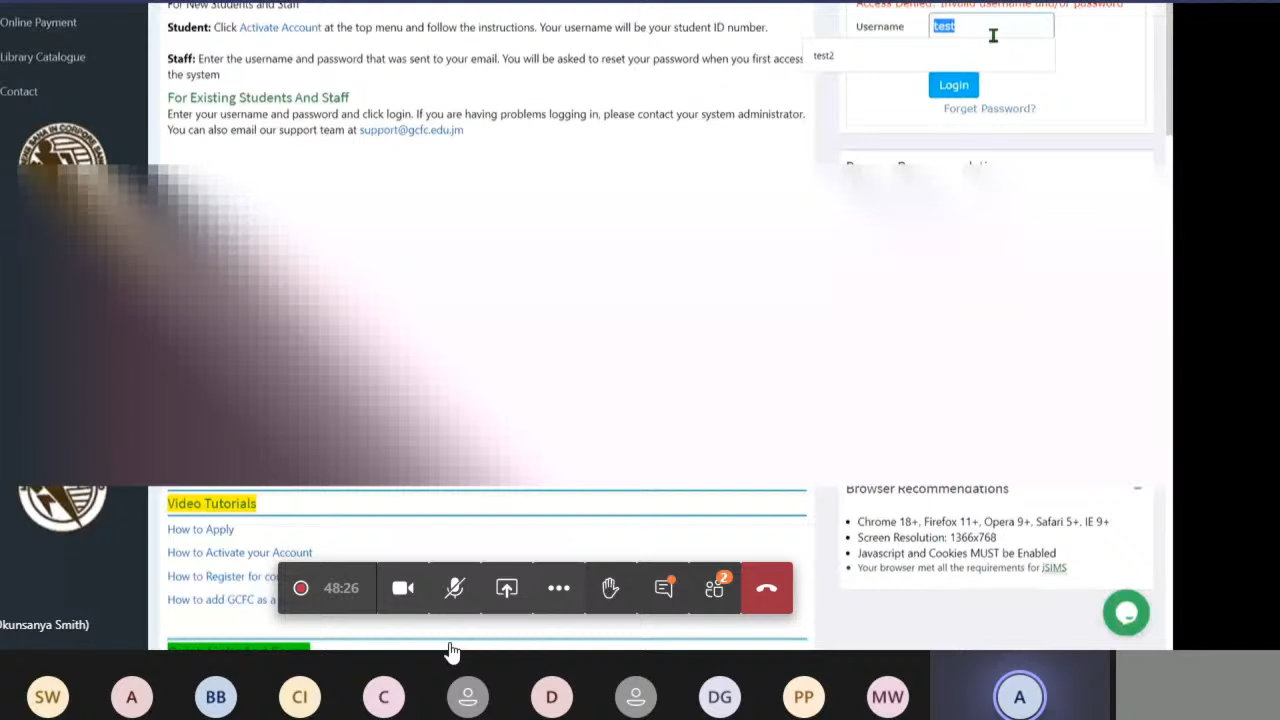 Online Payment
Library Catalogue
Contact
For New Students and Staff
Student: Click Activate Account at the top menu and follow the instructions. Your username will be your student ID number.
Staff: Enter the username and password that was sent to your email. You will be asked to reset your password when you first access
the system
For Existing Students And Staff
Enter your username and password and click login. If you are having problems logging in, please contact your system administrator.
You can also email our support team at support@gcfc.edu.jm
Access Denied: Invalid username and/or password
Username test
test2
Login
Forget Password?
Video Tutorials
How to Apply
How to Activate your Account
How to Register for
How to add GCFC as a
Browser Recommendations
Chrome 18+, Firefox 11+, Opera 9+, Safari 5+, IE 9+
Screen Resolution: 1366x768
Javascript and Cookies MUST be Enabled
Your browser met all the requirements for iSIMS
48:26
2
Okunsanya Smith)
SW
A
BB
CI
C
D
DG
PP
MW
A